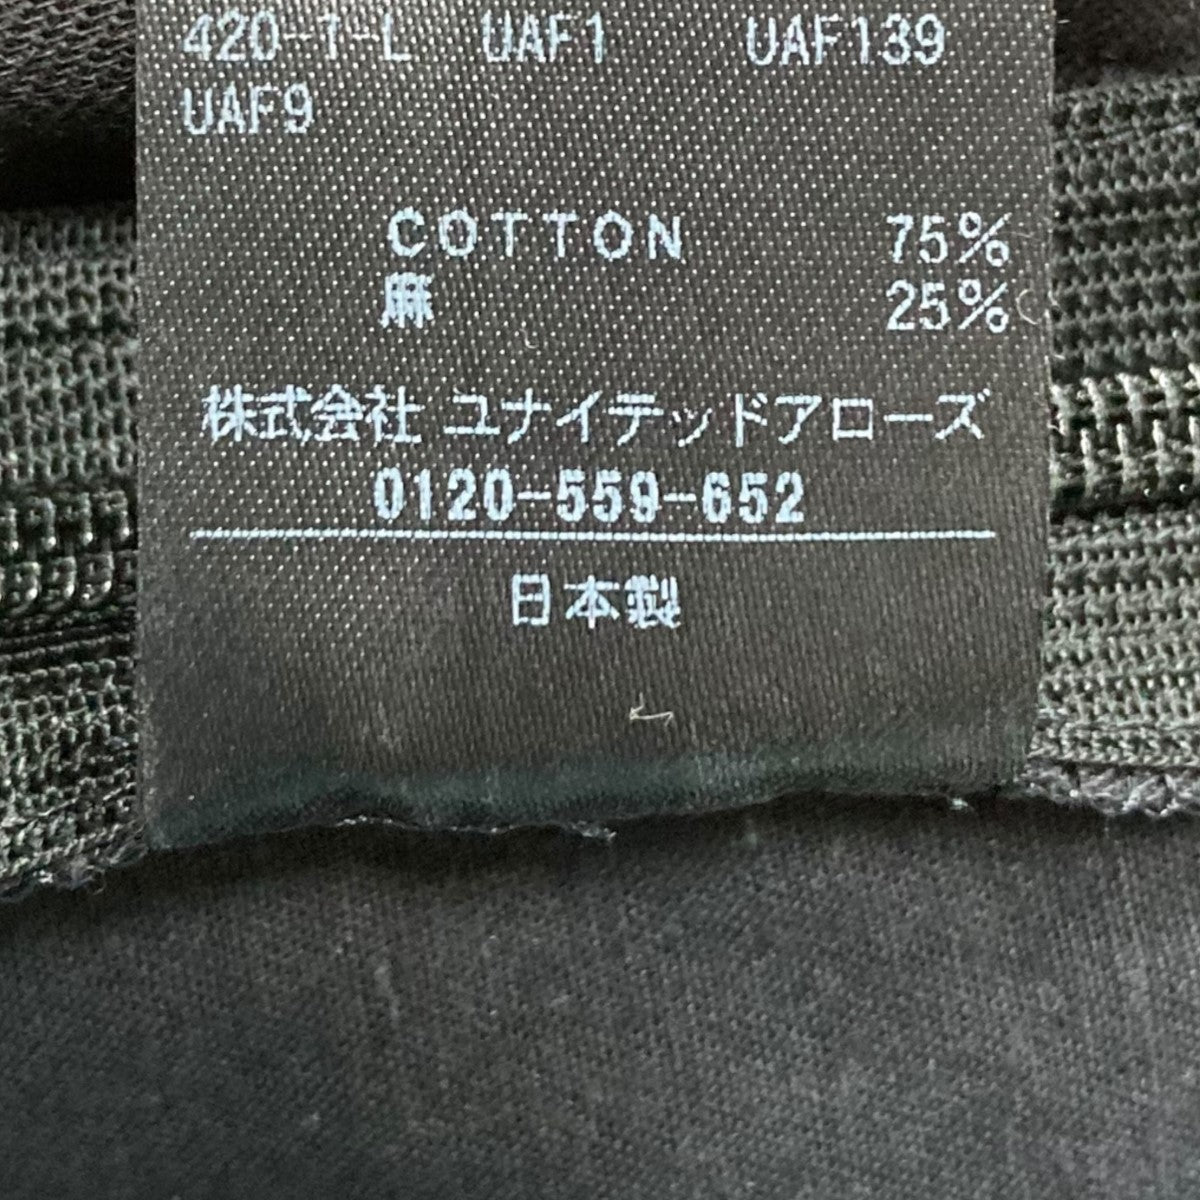 420-1-L UAF1 UAF139
UAF9
COTTON 75%
麻 25%
株式会社 ユナイテッドアローズ
0120-559-652
日本製